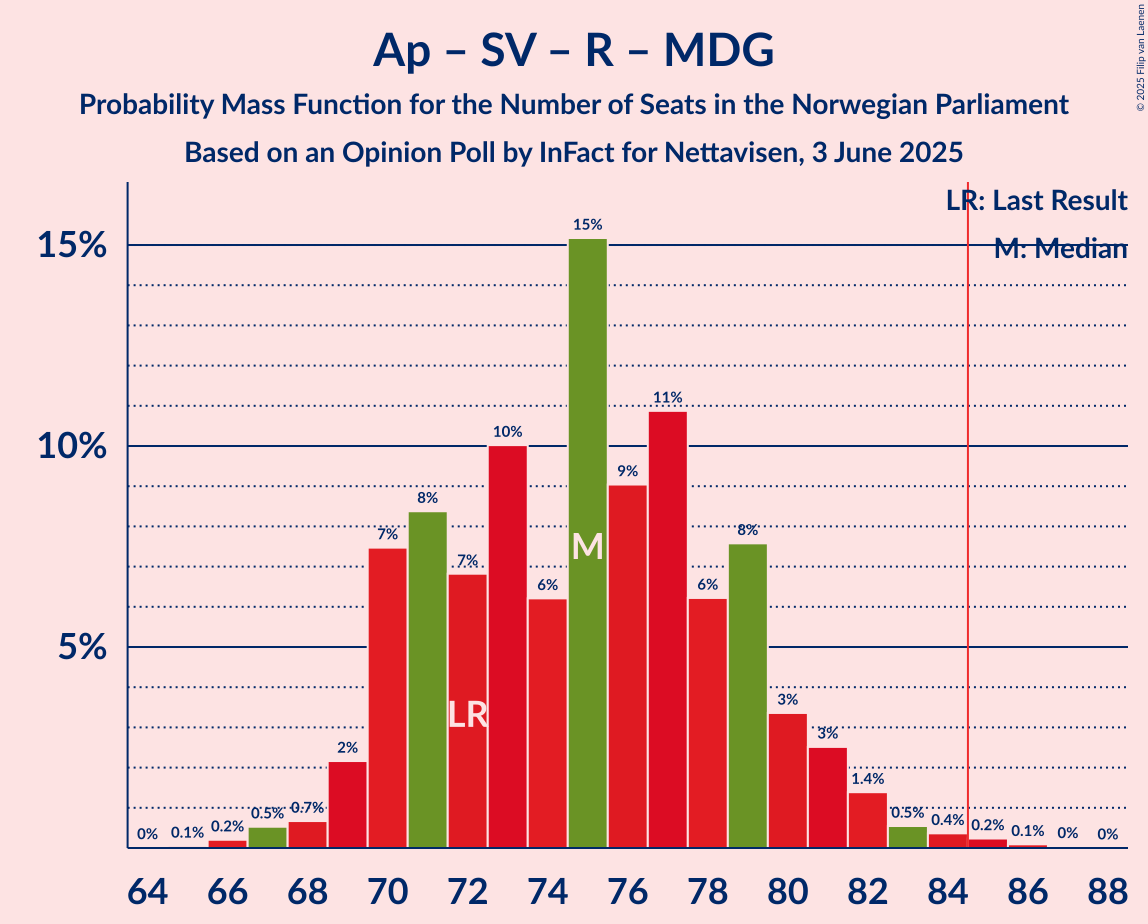 Ap – SV – R – MDG
Probability Mass Function for the Number of Seats in the Norwegian Parliament
Based on an Opinion Poll by InFact for Nettavisen, 3 June 2025
© 2025 Filip van Laenen
LR: Last Result
M: Median
15%
10%
5%
0% 0.1% 0.2% 0.5% 0.7% 2% 7% 8% 7% 10% 6% 15% 9% 11% 6% 8% 3% 3% 1.4% 0.5% 0.4% 0.2% 0.1% 0% 0%
M
LR
64 66 68 70 72 74 76 78 80 82 84 86 88